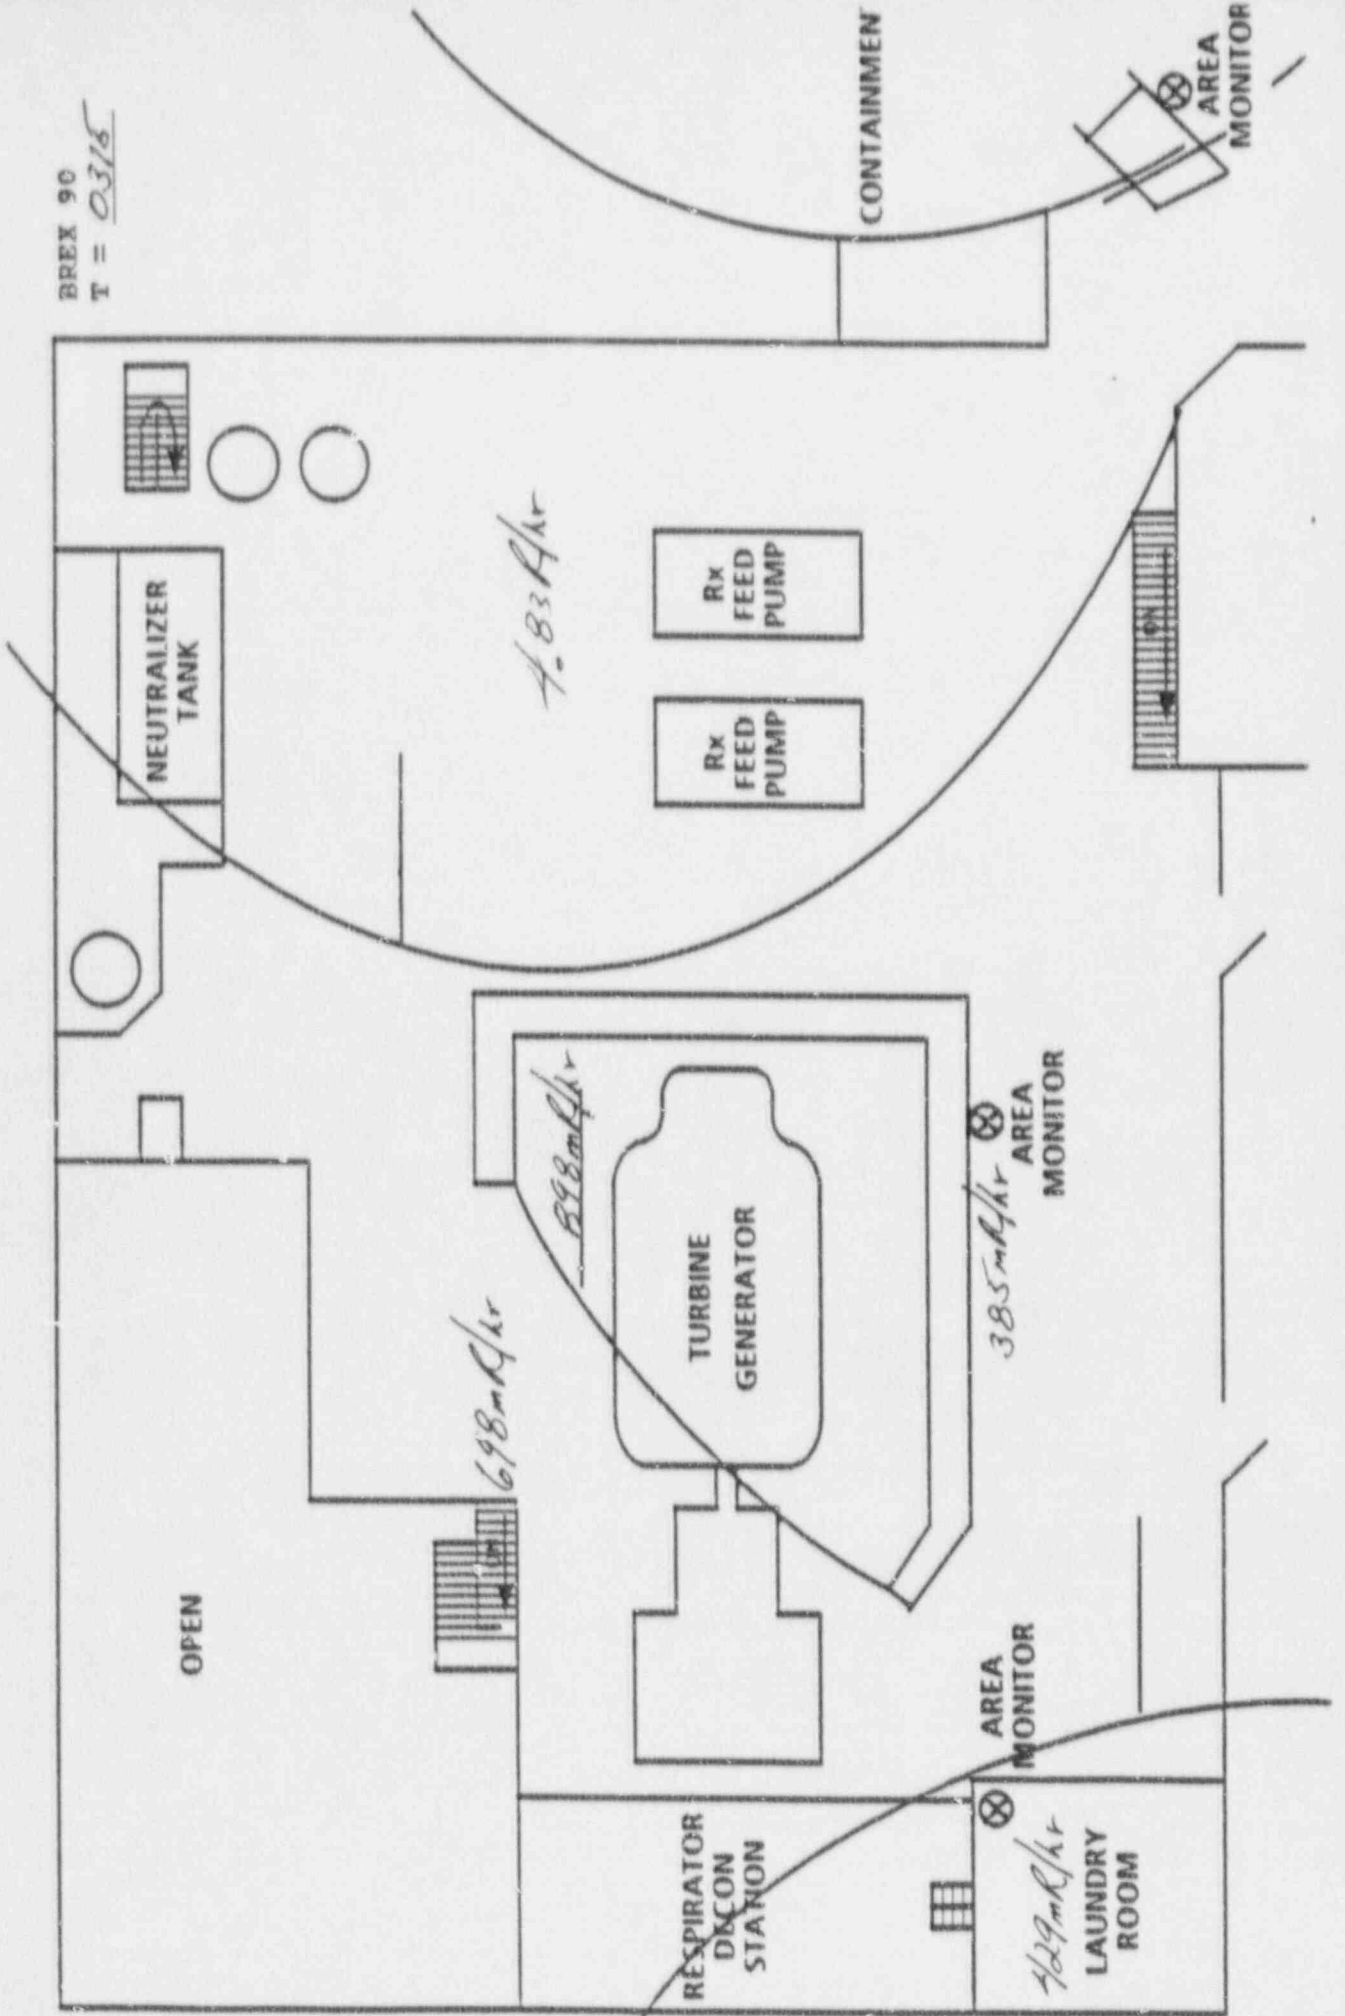 BREX 90
T = 0315
CONTAINMEN
AREA
MONITOR
NEUTRALIZER
TANK
4.83 R/hr
Rx
FEED
PUMP
Rx
FEED
PUMP
DN
898 mR/hr
TURBINE
GENERATOR
AREA
MONITOR
385 mR/hr
698 mR/hr
OPEN
AREA
MONITOR
RESPIRATOR
DECON
STATION
429 mR/hr
LAUNDRY
ROOM